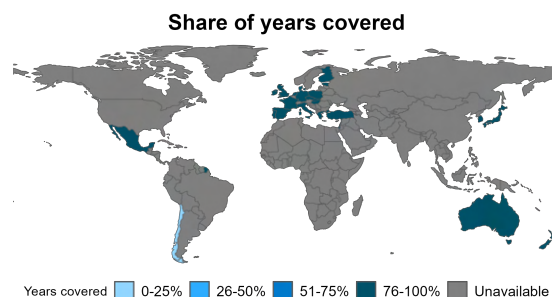 Share of years covered
Years covered 0-25% 26-50% 51-75% 76-100% Unavailable